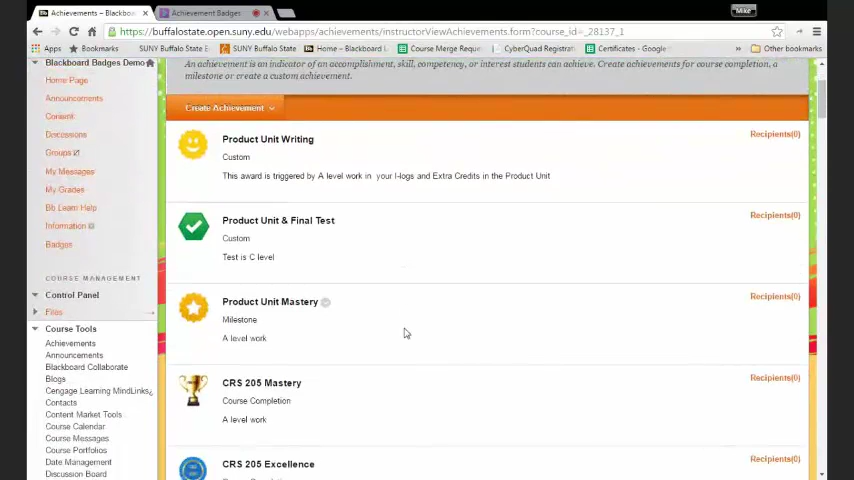 Achievements – Blackboa
Achievement Badges
Mike
https://buffalostate.open.suny.edu/webapps/achievements/instructorViewAchievements.form?course_id=_28137_1
Apps
Bookmarks
SUNY Buffalo State B
SUNY Buffalo State
Home – Blackboard L
Course Merge Reque
CyberQuad Registrat
Certificates - Google
»
Other bookmarks
Blackboard Badges Demo
Home Page
Announcements
Content
Discussions
Groups
My Messages
My Grades
Bb Learn Help
Information
Badges
COURSE MANAGEMENT
Control Panel
Files
Course Tools
Achievements
Announcements
Blackboard Collaborate
Blogs
Cengage Learning MindLinks
Contacts
Content Market Tools
Course Calendar
Course Messages
Course Portfolios
Date Management
Discussion Board
An achievement is an indicator of an accomplishment, skill, competency, or interest students can achieve. Create achievements for course completion, a
milestone or create a custom achievement.
Create Achievement
Product Unit Writing
Recipients(0)
Custom
This award is triggered by A level work in your I-logs and Extra Credits in the Product Unit
Product Unit & Final Test
Recipients(0)
Custom
Test is C level
Product Unit Mastery
Recipients(0)
Milestone
A level work
CRS 205 Mastery
Recipients(0)
Course Completion
A level work
CRS 205 Excellence
Recipients(0)